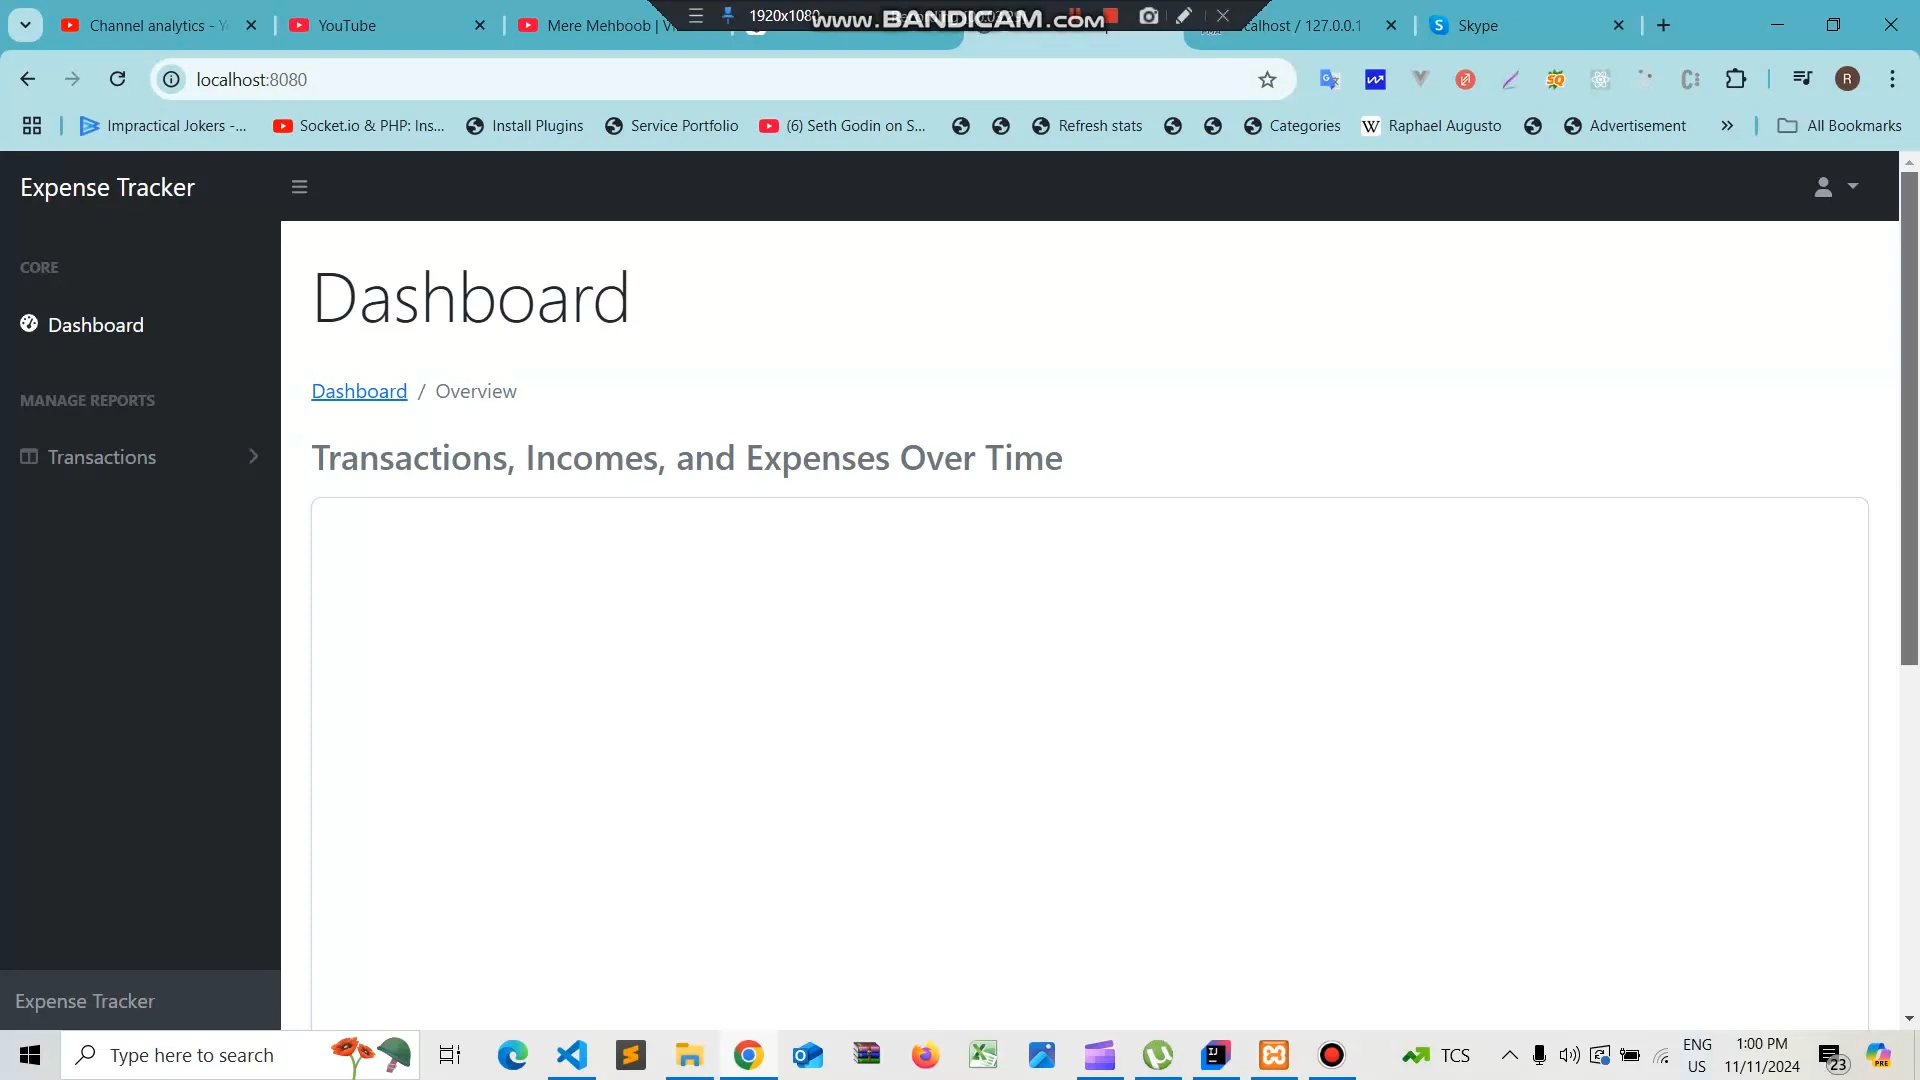 Channel analytics - Y
YouTube
Mere Mehboob | Vi
1920x1080
www.BANDICAM.com
calhost / 127.0.0.1
Skype
localhost:8080
R
Impractical Jokers -...
Socket.io & PHP: Ins...
Install Plugins
Service Portfolio
(6) Seth Godin on S...
Refresh stats
Categories
W Raphael Augusto
Advertisement
All Bookmarks
Expense Tracker
CORE
Dashboard
MANAGE REPORTS
Transactions
Dashboard
Dashboard / Overview
Transactions, Incomes, and Expenses Over Time
Expense Tracker
Type here to search
TCS
ENG
US
1:00 PM
11/11/2024
23
PRE